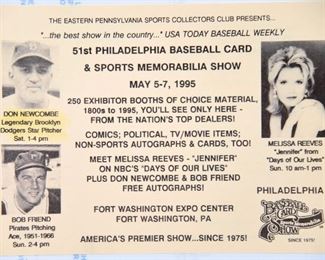 THE EASTERN PENNSYLVANIA SPORTS COLLECTORS CLUB PRESENTS...
"...the best show in the country..." USA TODAY BASEBALL WEEKLY
51st PHILADELPHIA BASEBALL CARD
& SPORTS MEMORABILIA SHOW
MAY 5-7, 1995
250 EXHIBITOR BOOTHS OF CHOICE MATERIAL,
1800s to 1995, YOU'LL SEE ONLY HERE -
FROM THE NATION'S TOP DEALERS!
COMICS; POLITICAL, TV/MOVIE ITEMS;
NON-SPORTS AUTOGRAPHS & CARDS, TOO!
MEET MELISSA REEVES - "JENNIFER"
ON NBC'S "DAYS OF OUR LIVES"
PLUS DON NEWCOMBE & BOB FRIEND
FREE AUTOGRAPHS!
FORT WASHINGTON EXPO CENTER
FORT WASHINGTON, PA
AMERICA'S PREMIER SHOW...SINCE 1975!
DON NEWCOMBE
Legendary Brooklyn
Dodgers Star Pitcher
Sat. 1-4 pm
BOB FRIEND
Pirates Pitching
Ace, 1951-1966
Sun. 2-4 pm
MELISSA REEVES
"Jennifer" from
"Days of Our Lives"
Sun. 10 am-1 pm
PHILADELPHIA
BASEBALL
CARD
Sports Memorabilia
SHOW
SINCE 1975!